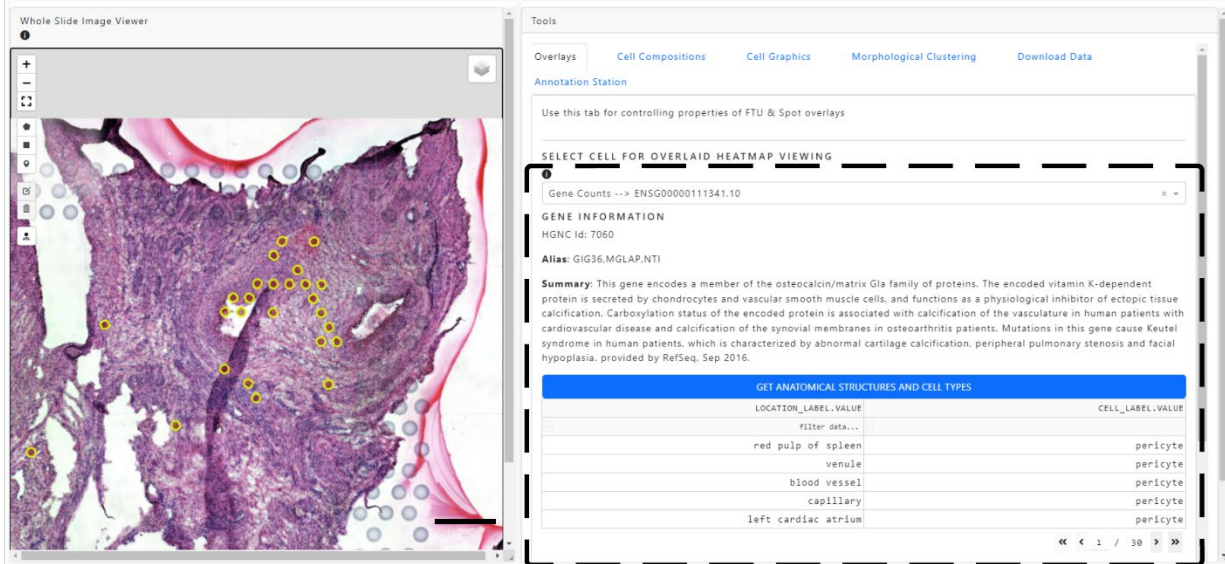 Whole Slide Image Viewer
Tools
Overlays Cell Compositions Cell Graphics Morphological Clustering Download Data
Annotation Station
Use this tab for controlling properties of FTU & Spot overlays
SELECT CELL FOR OVERLAID HEATMAP VIEWING
Gene Counts --> ENSG00000111341.10
GENE INFORMATION
HGNC Id: 7060
Alias: GIG36,MGLAP,NTI
Summary: This gene encodes a member of the osteocalcin/matrix Gla family of proteins. The encoded vitamin K-dependent
protein is secreted by chondrocytes and vascular smooth muscle cells, and functions as a physiological inhibitor of ectopic tissue
calcification. Carboxylation status of the encoded protein is associated with calcification of the vasculature in human patients with
cardiovascular disease and calcification of the synovial membranes in osteoarthritis patients. Mutations in this gene cause Keutel
syndrome in human patients, which is characterized by abnormal cartilage calcification, peripheral pulmonary stenosis and facial
hypoplasia. provided by RefSeq, Sep 2016.
GET ANATOMICAL STRUCTURES AND CELL TYPES
LOCATION_LABEL.VALUE CELL_LABEL.VALUE
filter data...
red pulp of spleen pericyte
venule pericyte
blood vessel pericyte
capillary pericyte
left cardiac atrium pericyte
1 / 30